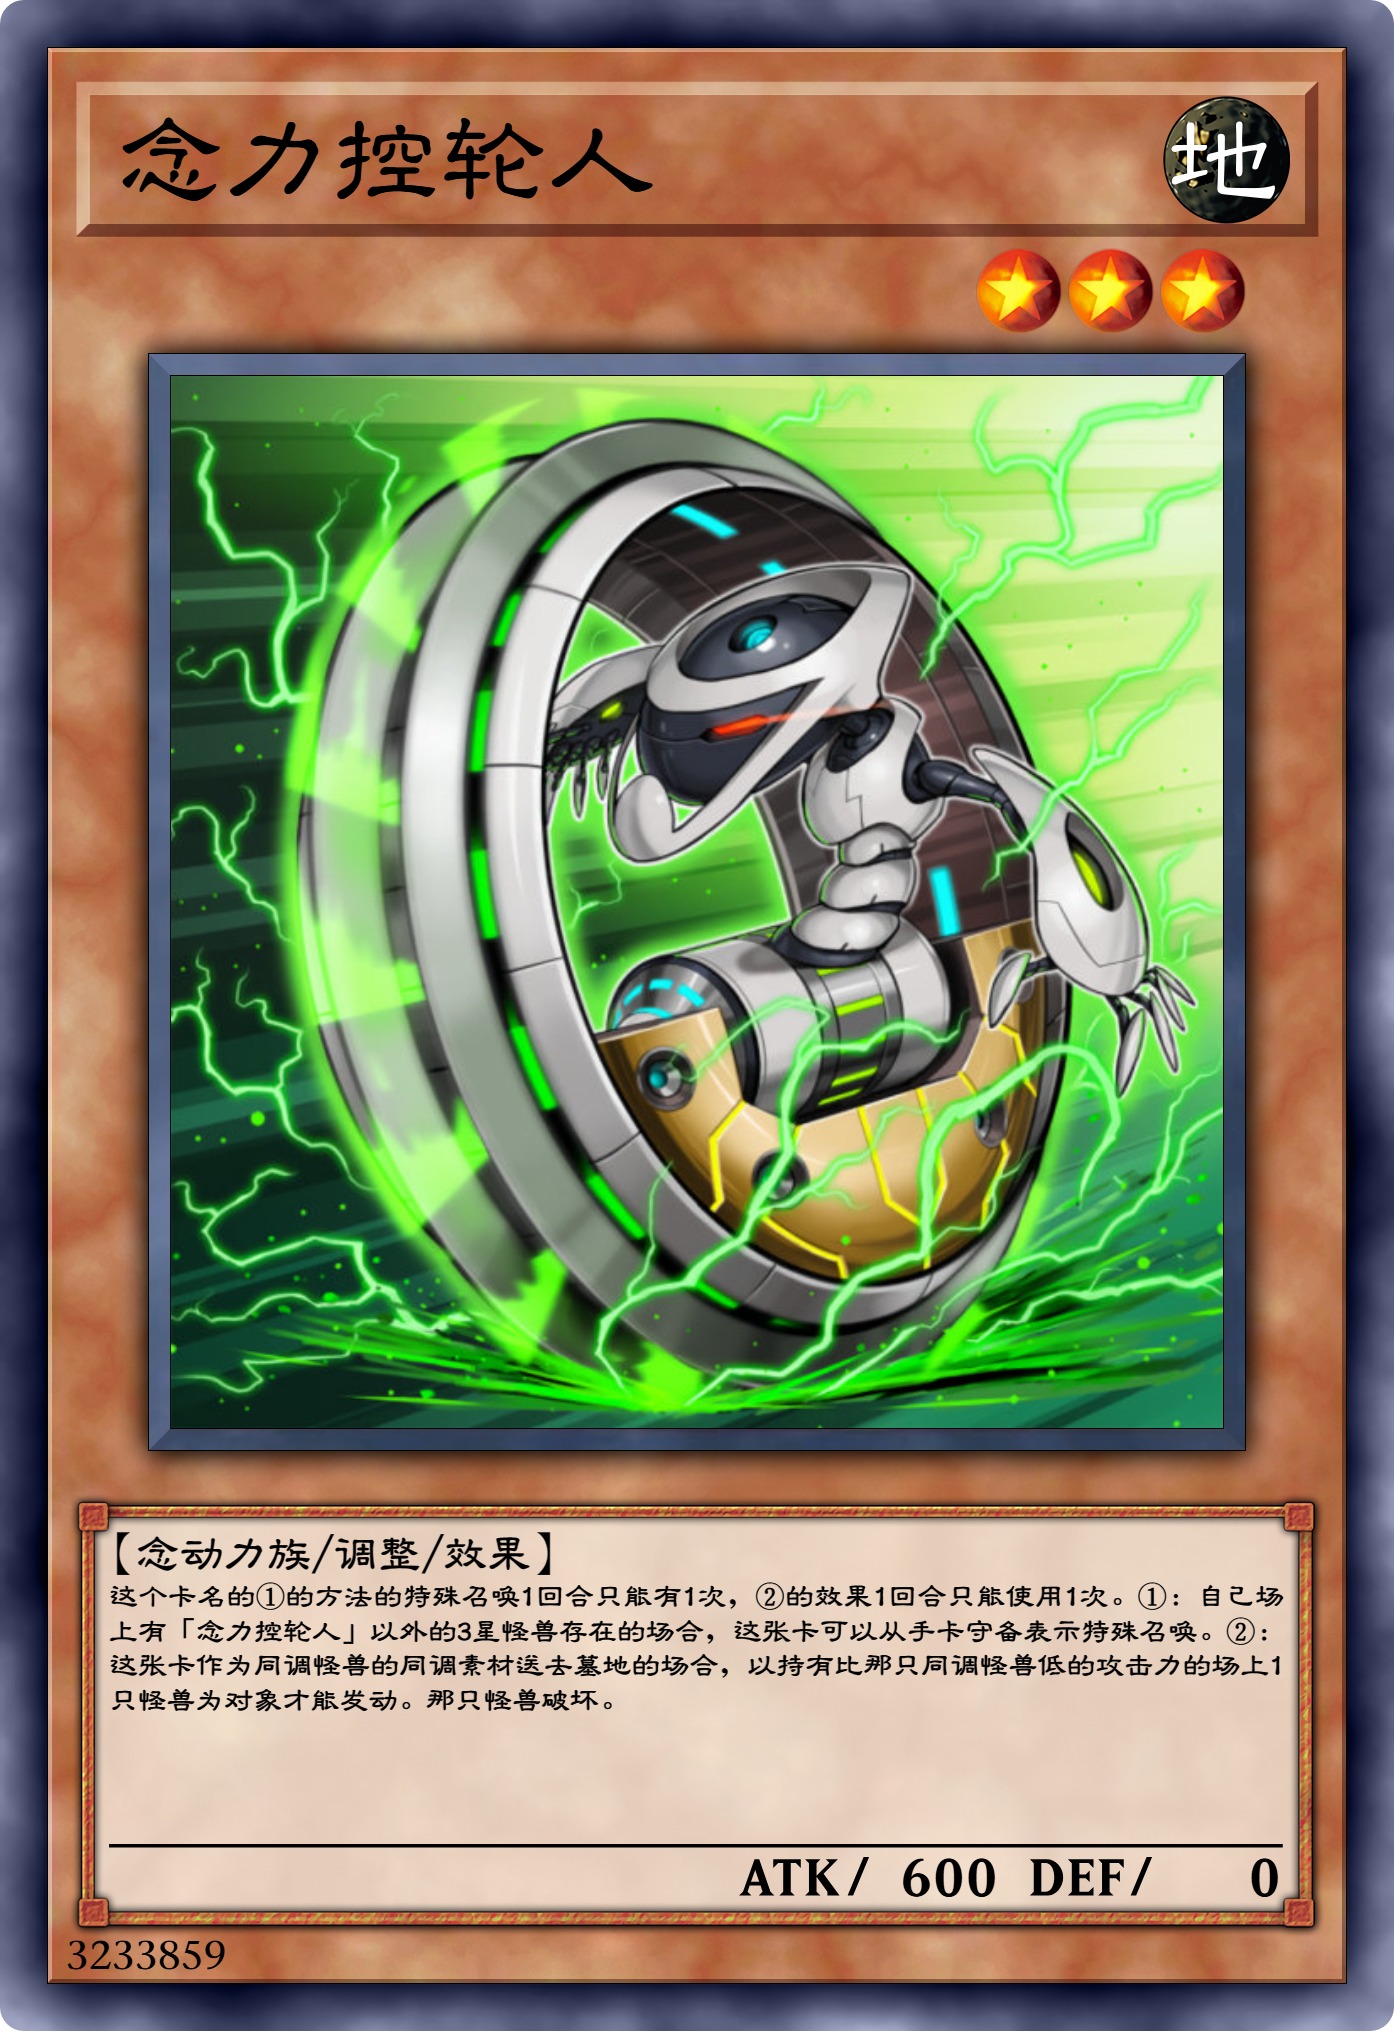 念力控轮人
地
【念动力族/调整/效果】
这个卡名的①的方法的特殊召唤1回合只能有1次，②的效果1回合只能使用1次。①：自己场
上有「念力控轮人」以外的3星怪兽存在的场合，这张卡可以从手卡守备表示特殊召唤。②：
这张卡作为同调怪兽的同调素材送去墓地的场合，以持有比那只同调怪兽低的攻击力的场上1
只怪兽为对象才能发动。那只怪兽破坏。
ATK/ 600 DEF/ 0
3233859